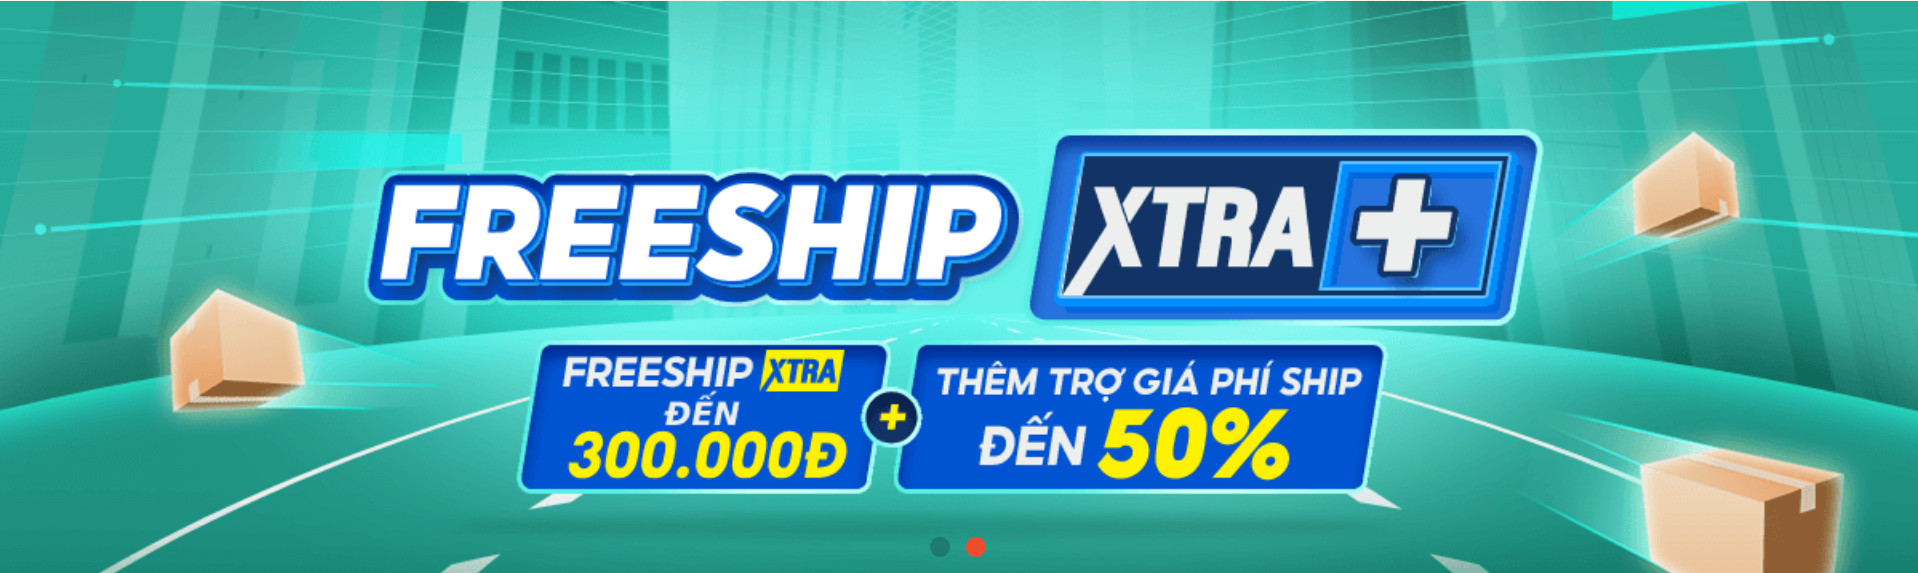 FREESHIP XTRA+
FREESHIP XTRA
ĐẾN
300.000Đ
+
THÊM TRỢ GIÁ PHÍ SHIP
ĐẾN 50%